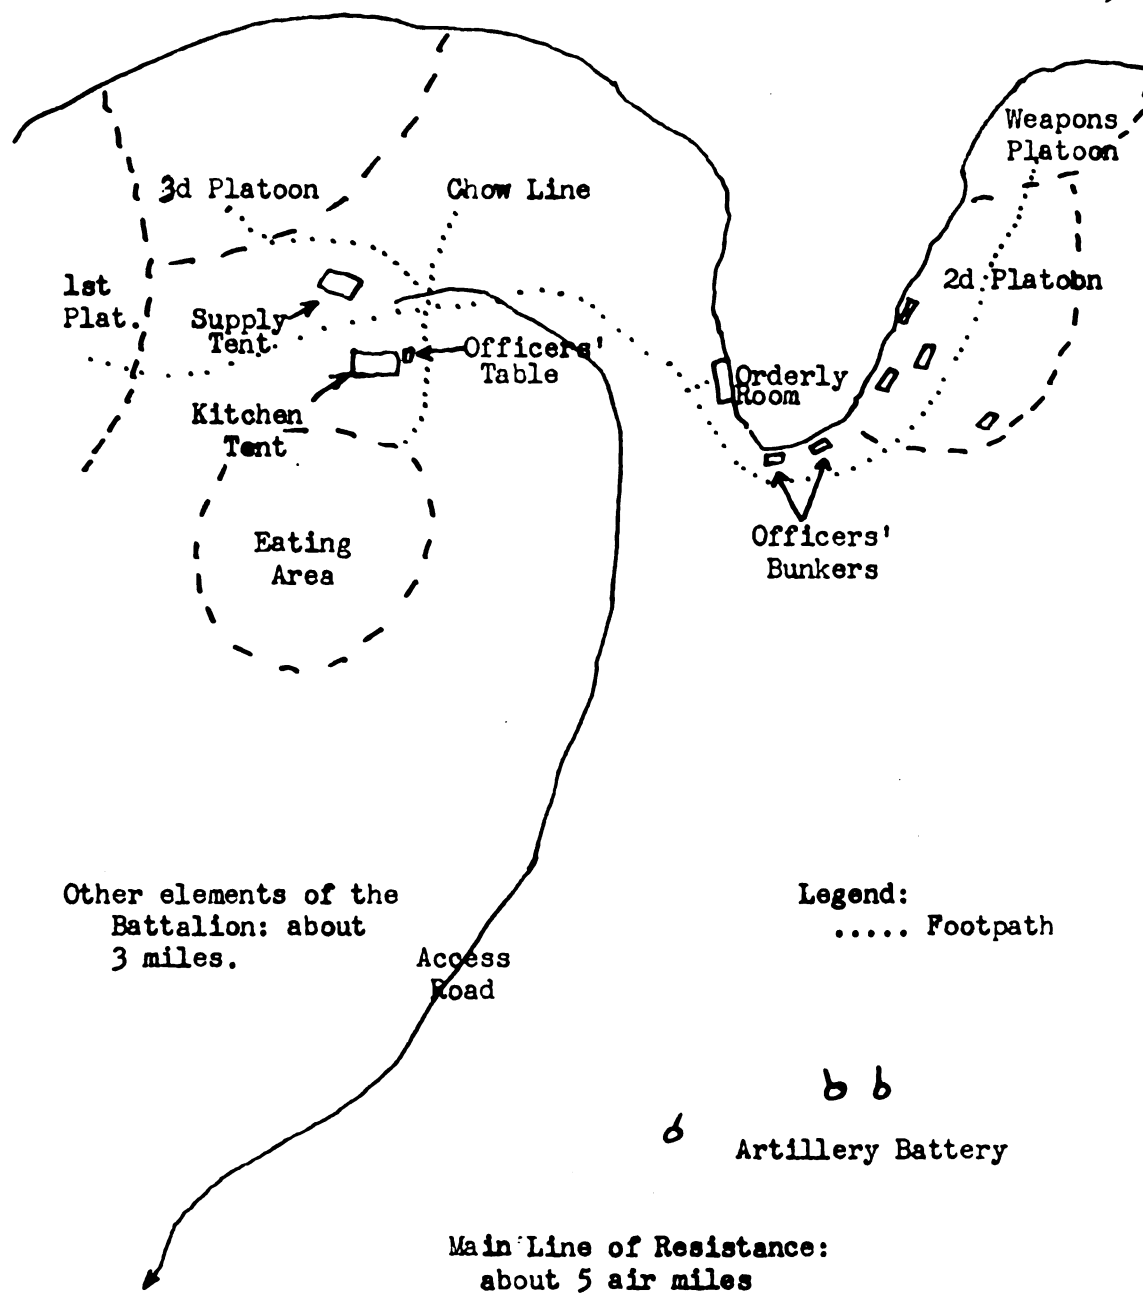 Weapons
Platoon
3d Platoon
Chow Line
1st
Plat.
2d Platoon
Supply
Tent
Officers'
Table
Orderly
Room
Kitchen
Tent
Eating
Area
Officers'
Bunkers
Other elements of the
Battalion: about
3 miles.
Legend:
..... Footpath
Access
Road
Artillery Battery
Main Line of Resistance:
about 5 air miles